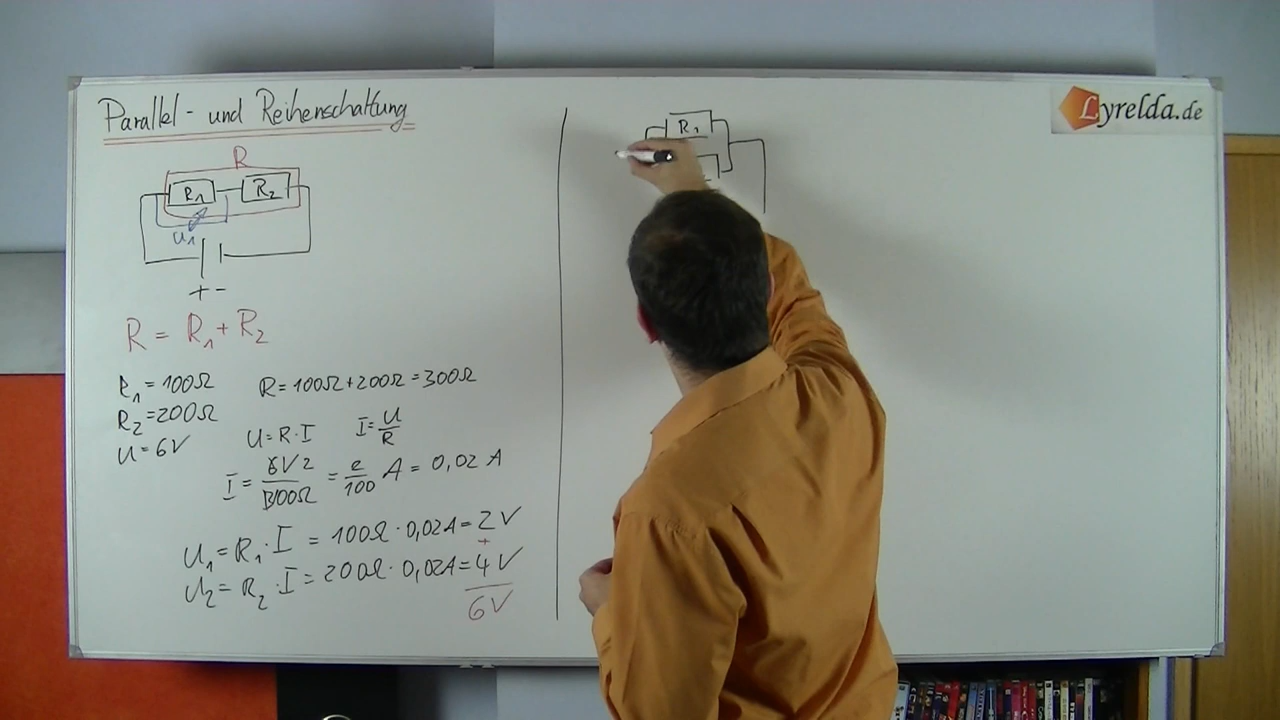 Parallel- und Reihenschaltung
Lyrelda.de
R
R₁ R₂
U₁
+ -
R = R₁ + R₂
R₁ = 100Ω R = 100Ω + 200Ω = 300Ω
R₂ = 200Ω
U = 6V U = R · I I = U/R
I = 6V 2 / 300Ω = 2/100 A = 0,02 A
U₁ = R₁ · I = 100Ω · 0,02A = 2V
+
U₂ = R₂ · I = 200Ω · 0,02A = 4V
6V
R₁